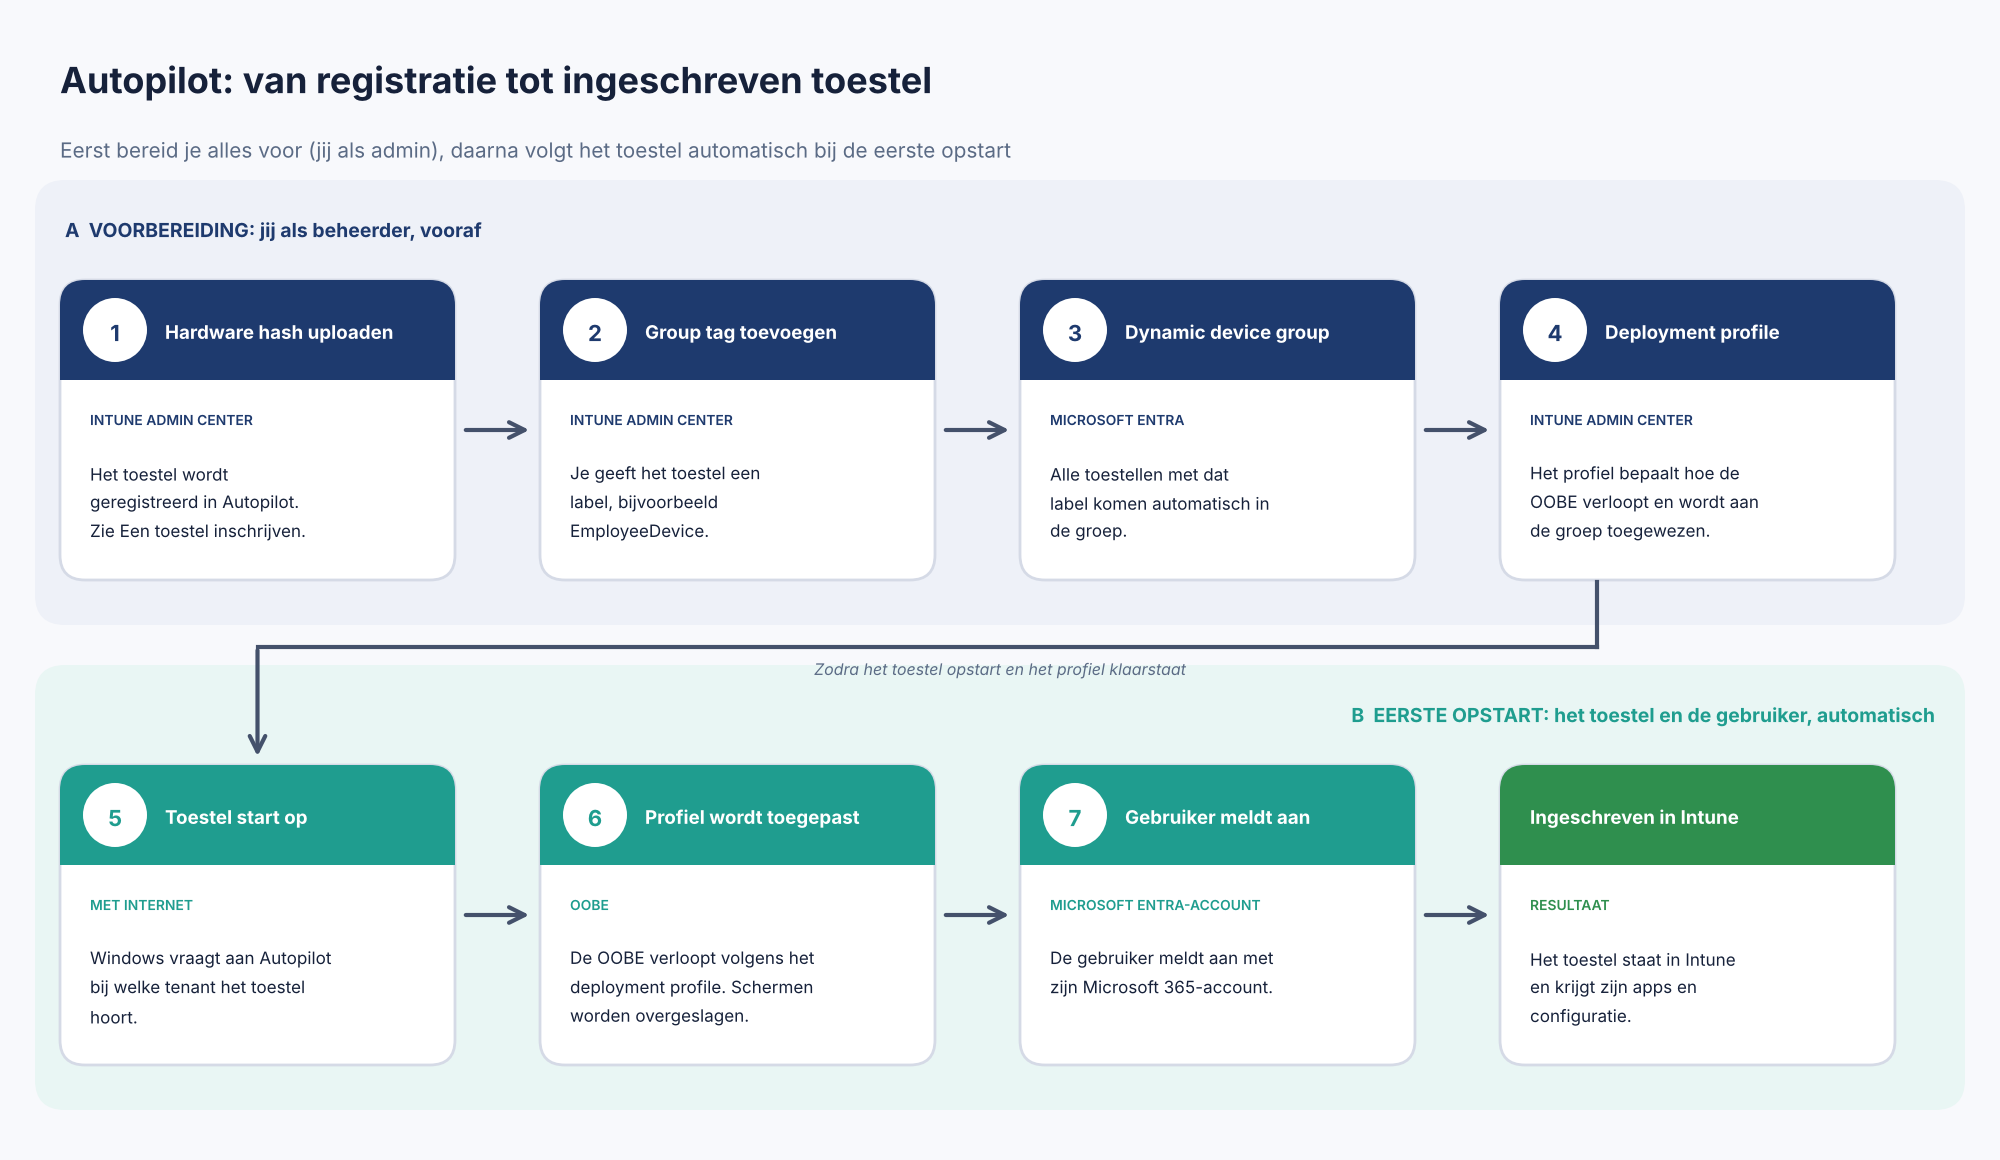 Autopilot: van registratie tot ingeschreven toestel
Eerst bereid je alles voor (jij als admin), daarna volgt het toestel automatisch bij de eerste opstart
A VOORBEREIDING: jij als beheerder, vooraf
1
Hardware hash uploaden
INTUNE ADMIN CENTER
Het toestel wordt
geregistreerd in Autopilot.
Zie Een toestel inschrijven.
2
Group tag toevoegen
INTUNE ADMIN CENTER
Je geeft het toestel een
label, bijvoorbeeld
EmployeeDevice.
3
Dynamic device group
MICROSOFT ENTRA
Alle toestellen met dat
label komen automatisch in
de groep.
4
Deployment profile
INTUNE ADMIN CENTER
Het profiel bepaalt hoe de
OOBE verloopt en wordt aan
de groep toegewezen.
Zodra het toestel opstart en het profiel klaarstaat
B EERSTE OPSTART: het toestel en de gebruiker, automatisch
5
Toestel start op
MET INTERNET
Windows vraagt aan Autopilot
bij welke tenant het toestel
hoort.
6
Profiel wordt toegepast
OOBE
De OOBE verloopt volgens het
deployment profile. Schermen
worden overgeslagen.
7
Gebruiker meldt aan
MICROSOFT ENTRA-ACCOUNT
De gebruiker meldt aan met
zijn Microsoft 365-account.
Ingeschreven in Intune
RESULTAAT
Het toestel staat in Intune
en krijgt zijn apps en
configuratie.